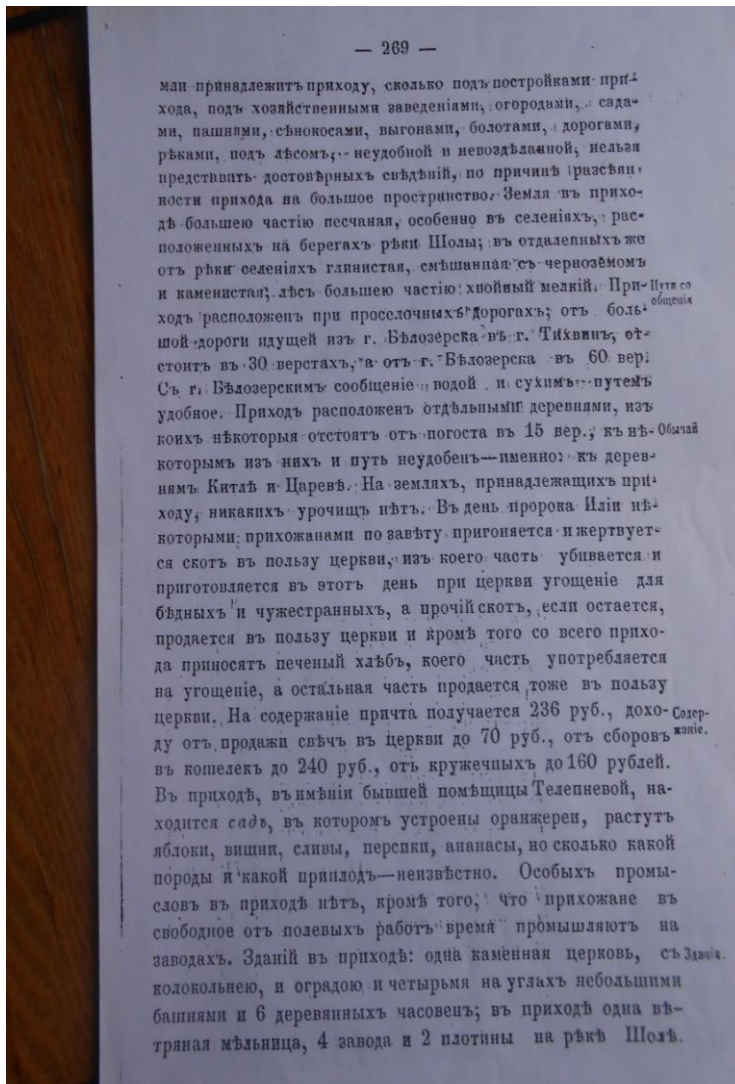 — 269 —
мли принадлежитъ приходу, сколько подъ постройками при-
хода, подъ хозяйственными заведеніями, огородами, сада-
ми, пашнями, сѣнокосами, выгонами, болотами, дорогами,
рѣками, подъ лѣсомъ, неудобной и невоздѣланной, нельзя
представить достовѣрныхъ свѣдѣній, по причинѣ разсѣян-
ности прихода на большое пространство. Земля въ прихо-
дѣ большею частію песчаная, особенно въ селеніяхъ, рас-
положенныхъ на берегахъ рѣки Шолы; въ отдаленныхъ же
отъ рѣки селеніяхъ глинистая, смѣшанная съ черноземомъ
и каменистая; лѣсъ большею частію хвойный мелкій. При-
Пути со
ходъ расположенъ при проселочныхъ дорогахъ; отъ боль-
общенія
шой дороги идущей изъ г. Бѣлозерска въ г. Тихвинъ, от-
стоитъ въ 30 верстахъ, а отъ г. Бѣлозерска въ 60 вер.
Съ г. Бѣлозерскимъ сообщеніе водой и сухимъ путемъ
удобное. Приходъ расположенъ отдѣльными деревнями, изъ
коихъ нѣкоторыя отстоятъ отъ погоста въ 15 вер.; къ нѣ-
Обычай
которымъ изъ нихъ и путь неудобенъ—именно: къ дерев-
нямъ Китлѣ и Царевѣ. На земляхъ, принадлежащихъ при-
ходу, никакихъ урочищъ нѣтъ. Въ день пророка Иліи нѣ-
которыми прихожанами по завѣту пригоняется и жертвует-
ся скотъ въ пользу церкви, изъ коего часть убивается и
приготовляется въ этотъ день при церкви угощеніе для
бѣдныхъ и чужестранныхъ, а прочій скотъ, если остается,
продается въ пользу церкви и кромѣ того со всего прихо-
да приносятъ печеный хлѣбъ, коего часть употребляется
на угощеніе, а остальная часть продается тоже въ пользу
церкви. На содержаніе причта получается 236 руб., дохо-
Содер-
ду отъ продажи свѣчъ въ церкви до 70 руб., отъ сборовъ
жаніе.
въ кошелекъ до 240 руб., отъ кружечныхъ до 160 рублей.
Въ приходѣ, въ имѣніи бывшей помѣщицы Телепневой, на-
ходится садъ, въ которомъ устроены оранжереи, растутъ
яблоки, вишни, сливы, персики, ананасы, но сколько какой
породы и какой приплодъ—неизвѣстно. Особыхъ промы-
словъ въ приходѣ нѣтъ, кромѣ того, что прихожане въ
свободное отъ полевыхъ работъ время промышляютъ на
заводахъ. Зданій въ приходѣ: одна каменная церковь, съ
Зданія.
колокольнею, и оградою и четырьмя на углахъ небольшими
башнями и 6 деревянныхъ часовенъ; въ приходѣ одна вѣ-
тряная мѣльница, 4 завода и 2 плотины на рѣкѣ Шолѣ.